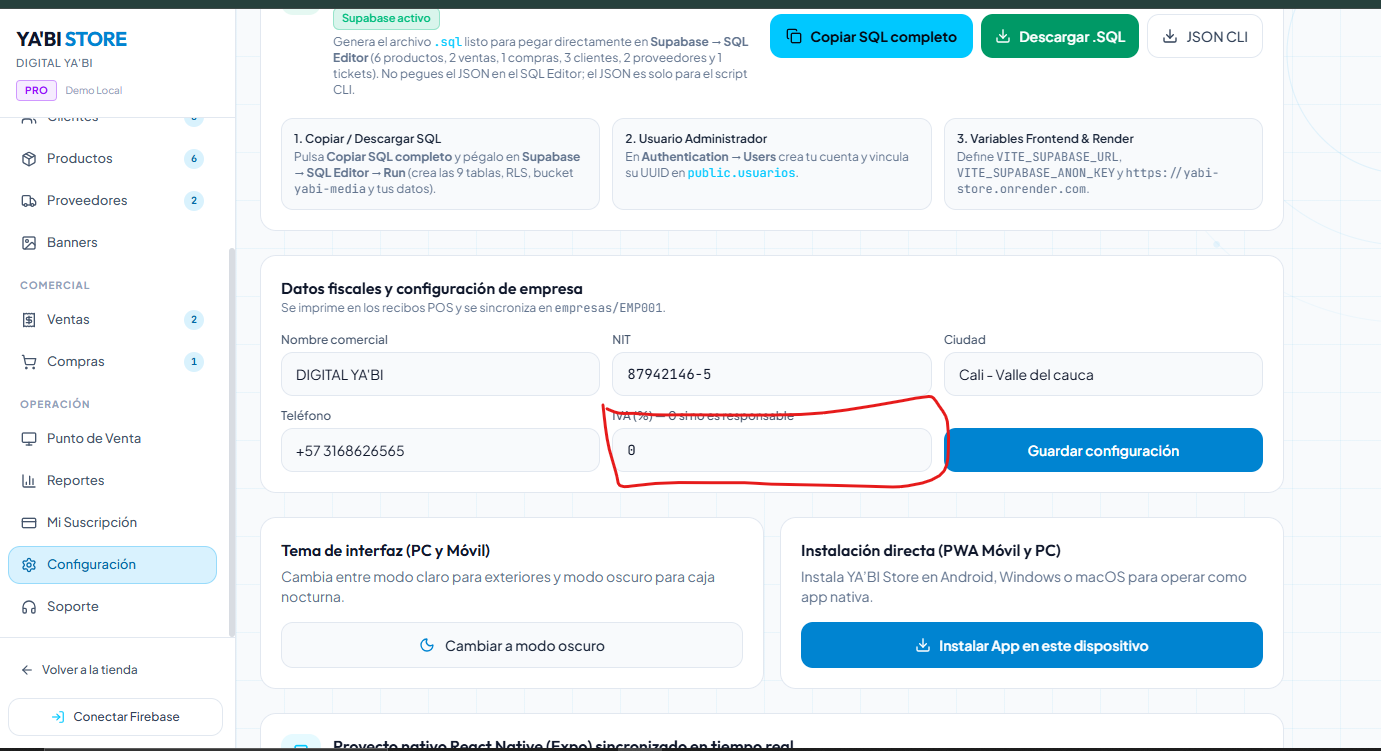 YA'BI STORE
DIGITAL YA'BI
PRO Demo Local
Clientes
Productos 6
Proveedores 2
Banners
COMERCIAL
Ventas 2
Compras 1
OPERACIÓN
Punto de Venta
Reportes
Mi Suscripción
Configuración
Soporte
Volver a la tienda
Conectar Firebase
Supabase activo
Genera el archivo .sql listo para pegar directamente en Supabase → SQL
Editor (6 productos, 2 ventas, 1 compras, 3 clientes, 2 proveedores y 1
tickets). No pegues el JSON en el SQL Editor; el JSON es solo para el script
CLI.
Copiar SQL completo
Descargar .SQL
JSON CLI
1. Copiar / Descargar SQL
Pulsa Copiar SQL completo y pégalo en Supabase
→ SQL Editor → Run (crea las 9 tablas, RLS, bucket
yabi-media y tus datos).
2. Usuario Administrador
En Authentication → Users crea tu cuenta y vincula
su UUID en public.usuarios.
3. Variables Frontend & Render
Define VITE_SUPABASE_URL,
VITE_SUPABASE_ANON_KEY y https://yabi-
store.onrender.com.
Datos fiscales y configuración de empresa
Se imprime en los recibos POS y se sincroniza en empresas/EMP001.
Nombre comercial
DIGITAL YA'BI
NIT
87942146-5
Ciudad
Cali - Valle del cauca
Teléfono
+57 3168626565
IVA (%) — 0 si no es responsable
0
Guardar configuración
Tema de interfaz (PC y Móvil)
Cambia entre modo claro para exteriores y modo oscuro para caja
nocturna.
Cambiar a modo oscuro
Instalación directa (PWA Móvil y PC)
Instala YA'BI Store en Android, Windows o macOS para operar como
app nativa.
Instalar App en este dispositivo
Proyecto nativo React Native (Expo) sincronizado en tiempo real